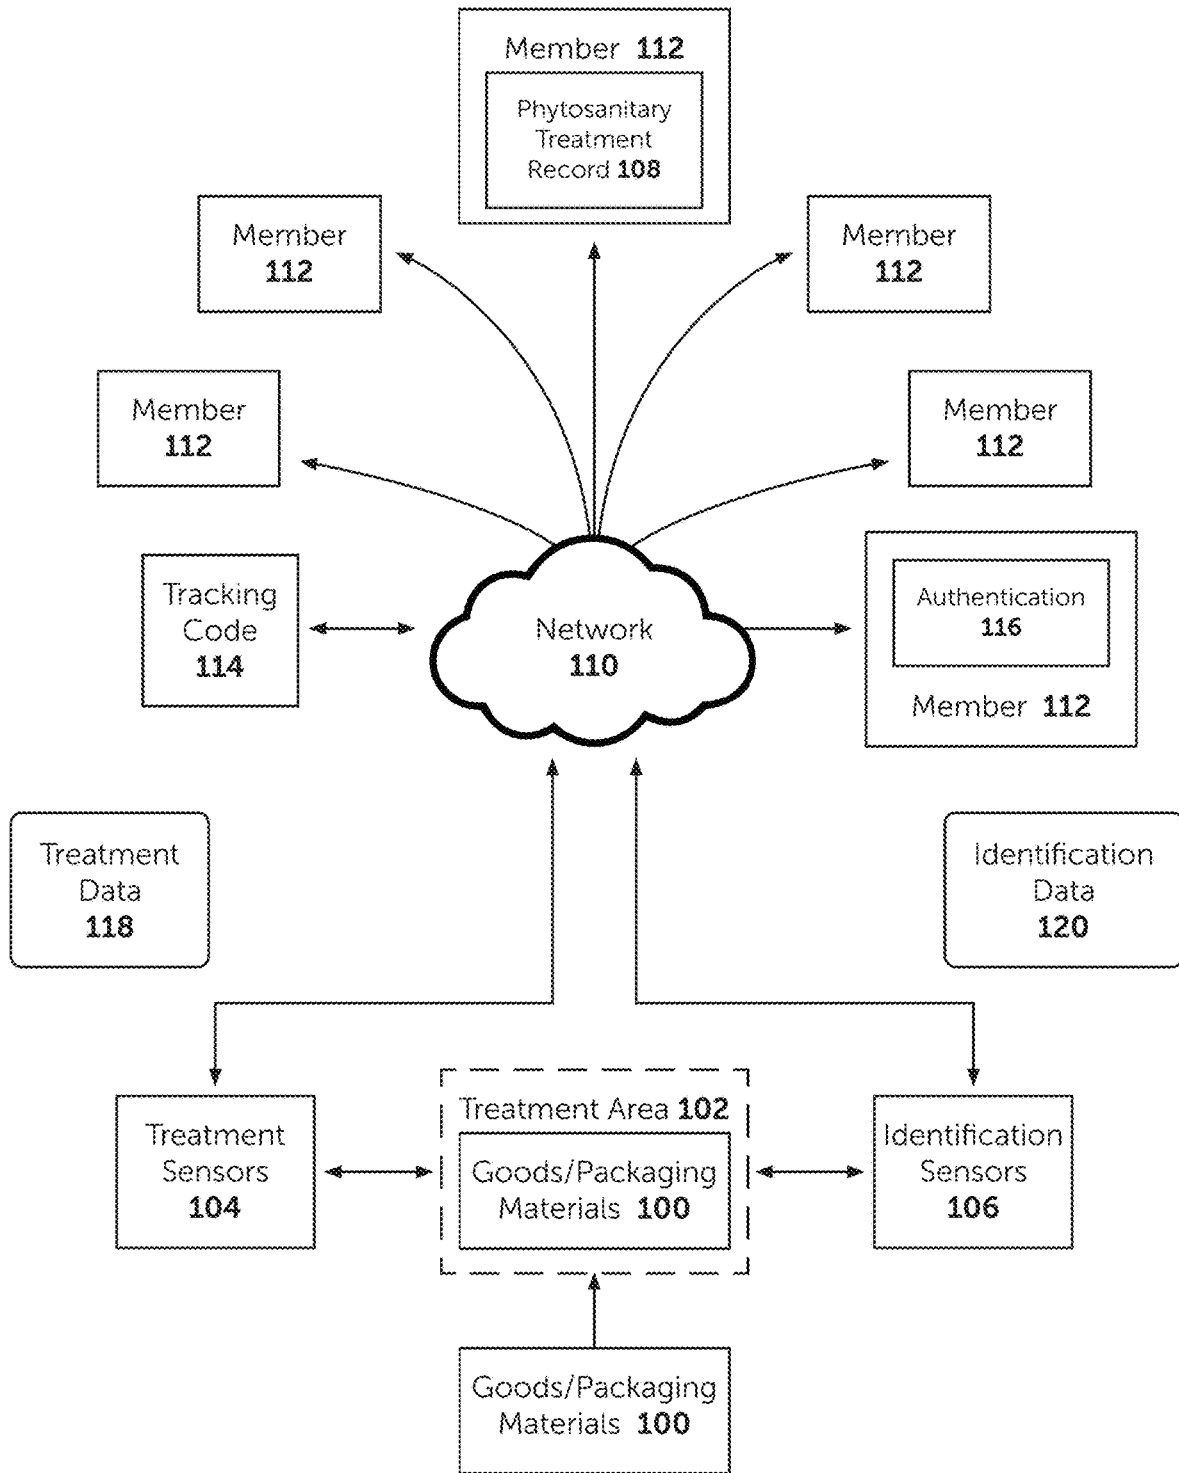 Member 112
Phytosanitary
Treatment
Record 108
Member
112
Member
112
Member
112
Member
112
Tracking
Code
114
Network
110
Authentication
116
Member 112
Treatment
Data
118
Identification
Data
120
Treatment
Sensors
104
Treatment Area 102
Goods/Packaging
Materials 100
Identification
Sensors
106
Goods/Packaging
Materials 100